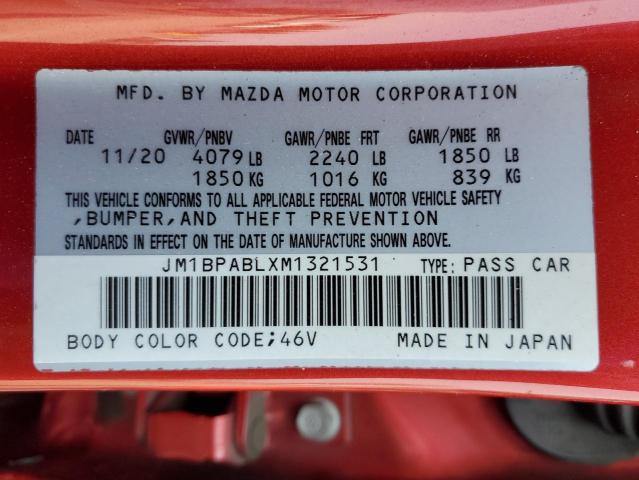 MFD. BY MAZDA MOTOR CORPORATION
DATE GVWR/PNBV GAWR/PNBE FRT GAWR/PNBE RR
11/20 4079 LB 2240 LB 1850 LB
1850 KG 1016 KG 839 KG
THIS VEHICLE CONFORMS TO ALL APPLICABLE FEDERAL MOTOR VEHICLE SAFETY
,BUMPER,AND THEFT PREVENTION
STANDARDS IN EFFECT ON THE DATE OF MANUFACTURE SHOWN ABOVE.
JM1BPABLXM1321531 TYPE: PASS CAR
BODY COLOR CODE;46V MADE IN JAPAN